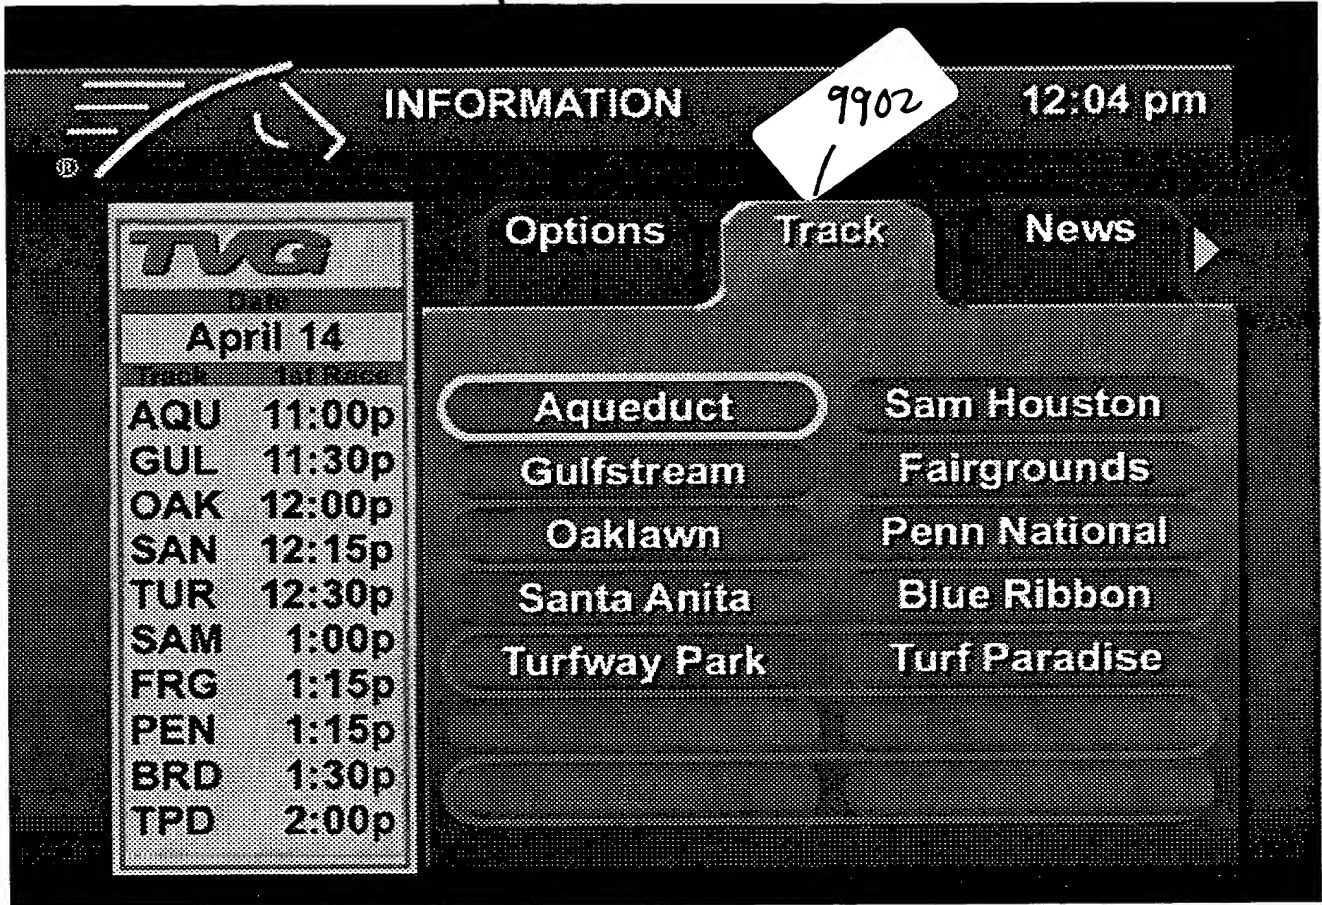 INFORMATION
9902
12:04 pm
®
Options
Track
News
TVG
Date
April 14
Track 1st Race
AQU 11:00p
GUL 11:30p
OAK 12:00p
SAN 12:15p
TUR 12:30p
SAM 1:00p
FRG 1:15p
PEN 1:15p
BRD 1:30p
TPD 2:00p
Aqueduct
Sam Houston
Gulfstream
Fairgrounds
Oaklawn
Penn National
Santa Anita
Blue Ribbon
Turfway Park
Turf Paradise